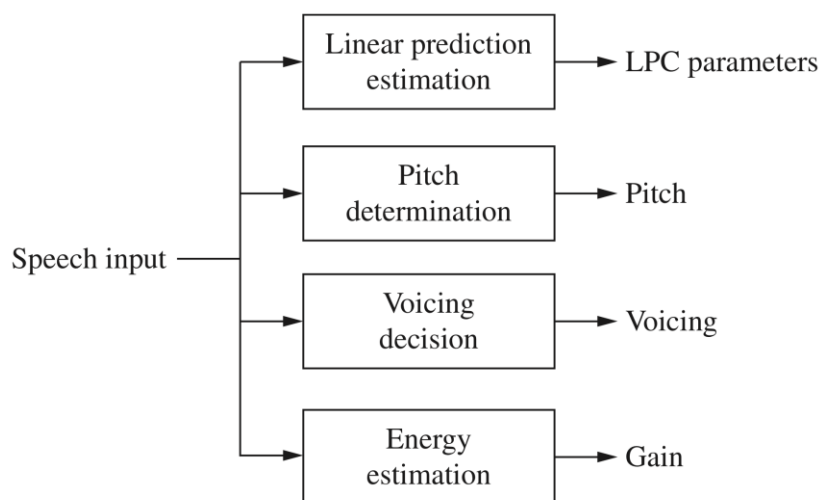 Linear prediction
estimation
LPC parameters
Pitch
determination
Pitch
Speech input
Voicing
decision
Voicing
Energy
estimation
Gain